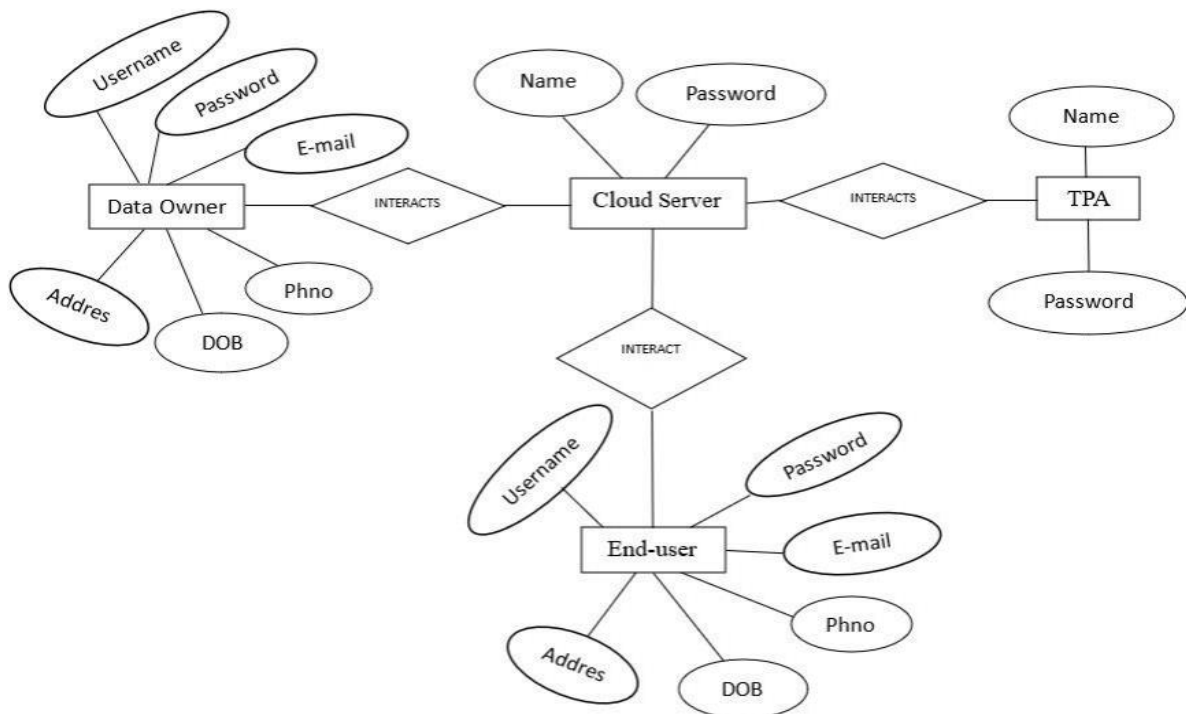 Username
Password
E-mail
Name
Password
Name
Data Owner
INTERACTS
Cloud Server
INTERACTS
TPA
Addres
DOB
Phno
Password
INTERACT
Username
Password
End-user
E-mail
Phno
Addres
DOB